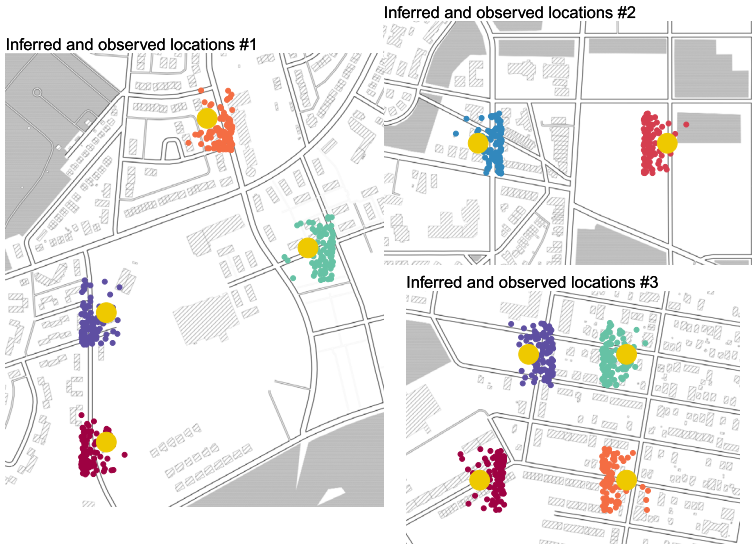 Inferred and observed locations #1
Inferred and observed locations #2
Inferred and observed locations #3